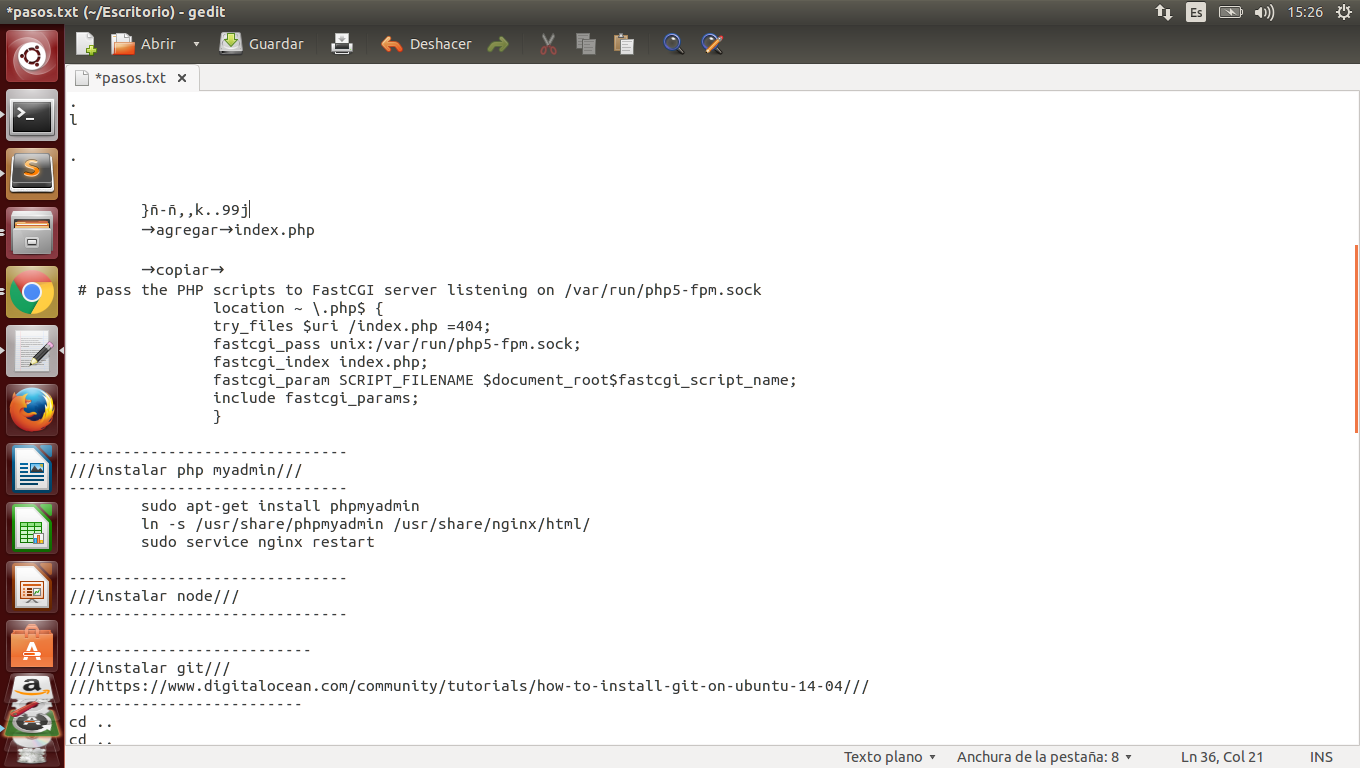 *pasos.txt (~/Escritorio) - gedit
Es
15:26
Abrir
Guardar
Deshacer
*pasos.txt
.
l
.
}ñ-ñ,,k..99j
→agregar→index.php
→copiar→
# pass the PHP scripts to FastCGI server listening on /var/run/php5-fpm.sock
location ~ \.php$ {
try_files $uri /index.php =404;
fastcgi_pass unix:/var/run/php5-fpm.sock;
fastcgi_index index.php;
fastcgi_param SCRIPT_FILENAME $document_root$fastcgi_script_name;
include fastcgi_params;
}
-------------------------------
///instalar php myadmin///
-------------------------------
sudo apt-get install phpmyadmin
ln -s /usr/share/phpmyadmin /usr/share/nginx/html/
sudo service nginx restart
-------------------------------
///instalar node///
-------------------------------
---------------------------
///instalar git///
///https://www.digitalocean.com/community/tutorials/how-to-install-git-on-ubuntu-14-04///
--------------------------
cd ..
cd ..
Texto plano
Anchura de la pestaña: 8
Ln 36, Col 21
INS